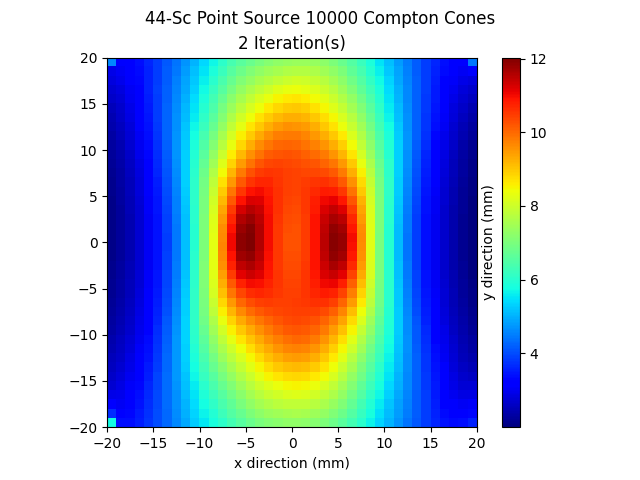 44-Sc Point Source 10000 Compton Cones
2 Iteration(s)
20
15
10
5
0
−5
−10
−15
−20
−20 −15 −10 −5 0 5 10 15 20
x direction (mm)
y direction (mm)
12
10
8
6
4